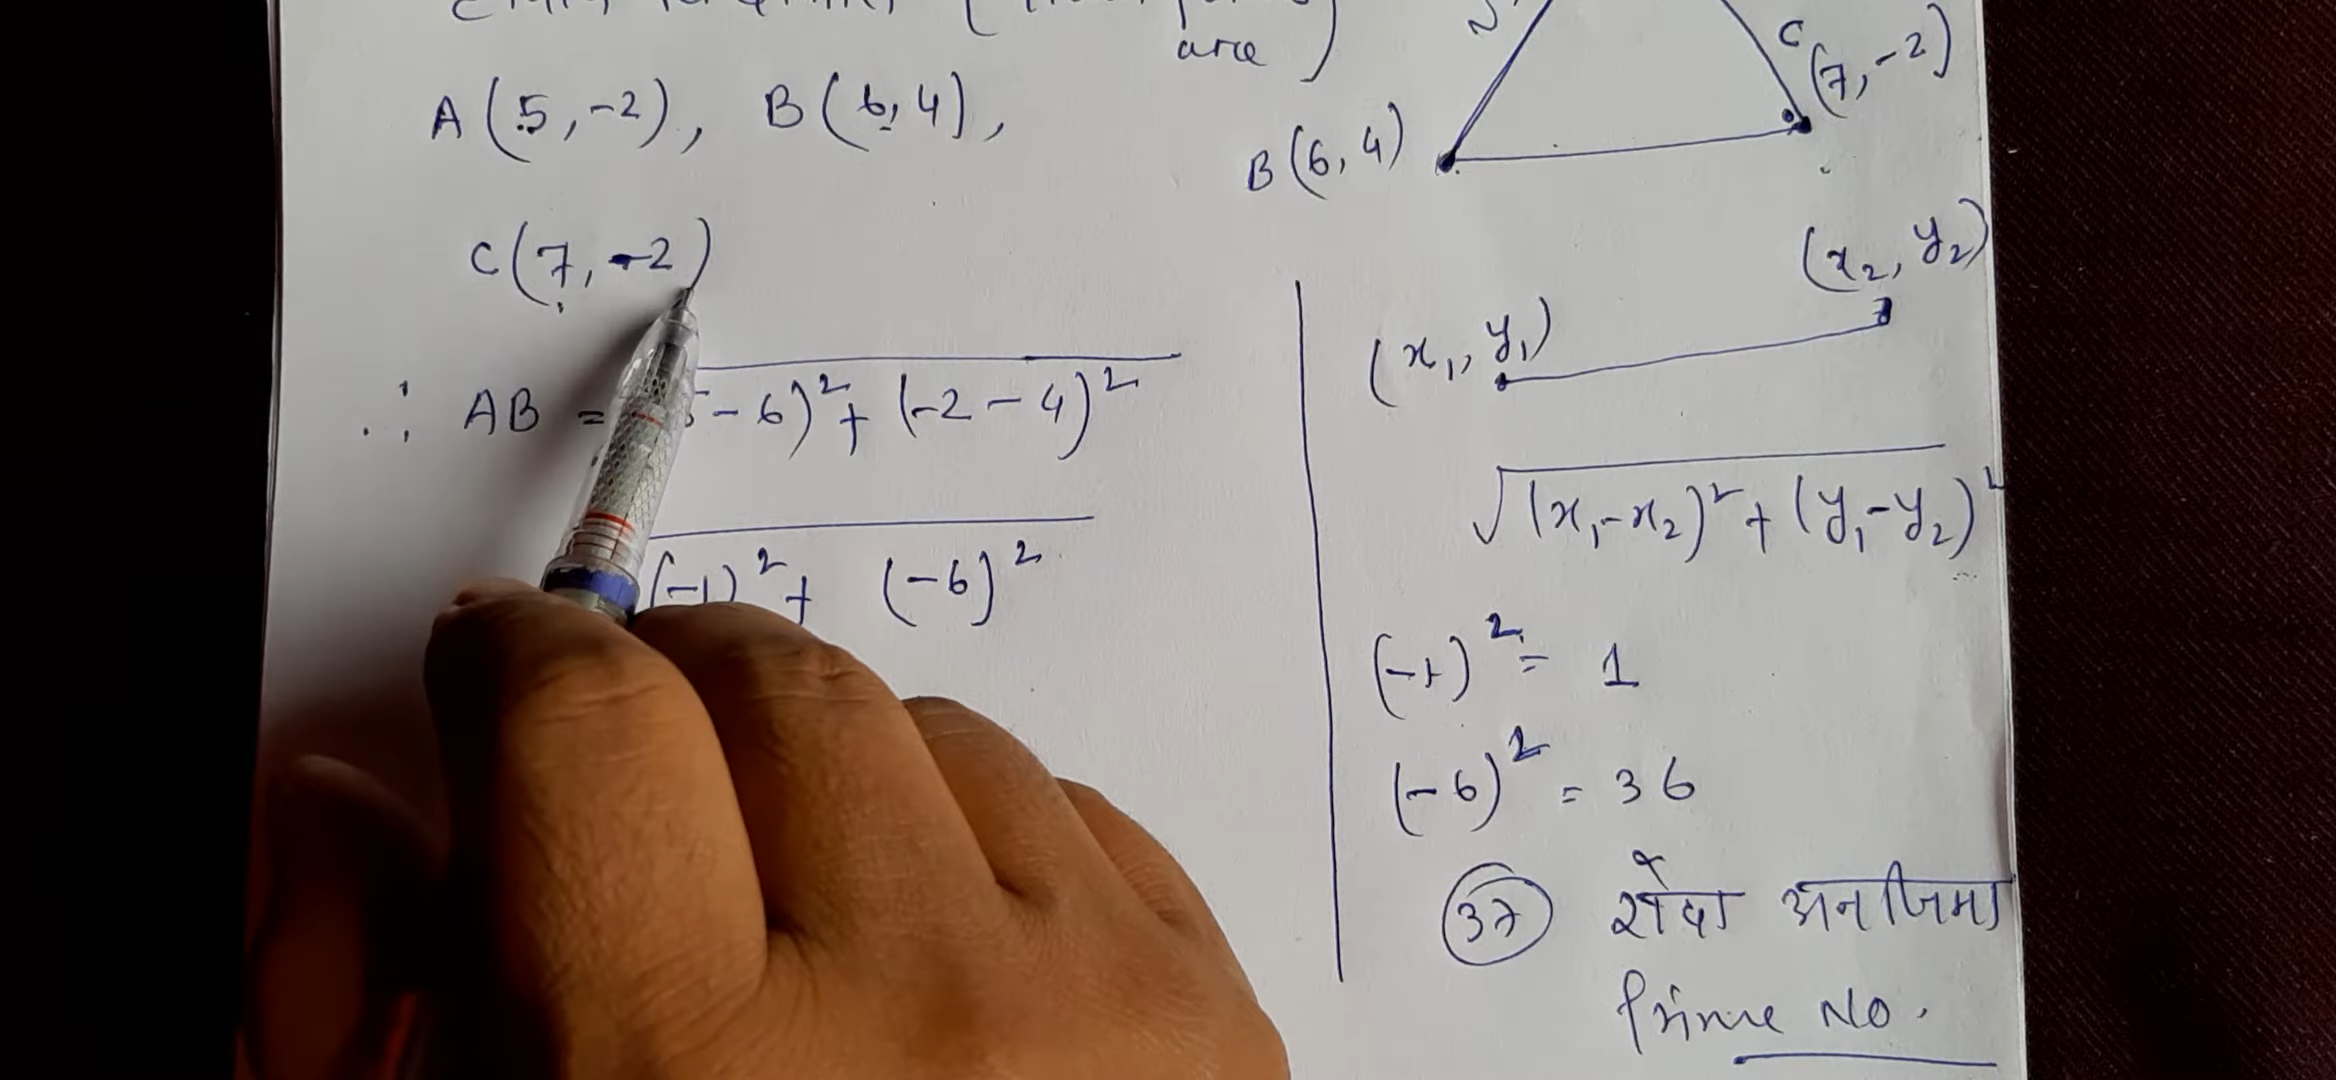 are )
A (5, -2), B (6, 4),
C (7, -2)
∴ AB = 5 - 6)² + (-2 - 4)²
(-1)² + (-6)²
C (7, -2)
B (6, 4)
(x₂, y₂)
(x₁, y₁)
√(x₁ - x₂)² + (y₁ - y₂)²
(-1)² = 1
(-6)² = 36
37
Prime No.